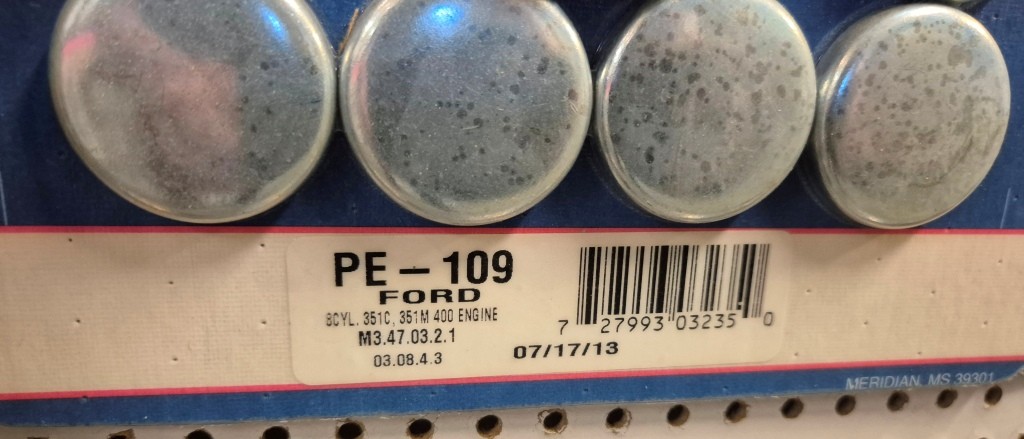 PE – 109
FORD
8CYL. 351C, 351M 400 ENGINE
M3.47.03.2.1
03.08.4.3
7 27993 03235 0
07/17/13
MERIDIAN, MS 39301